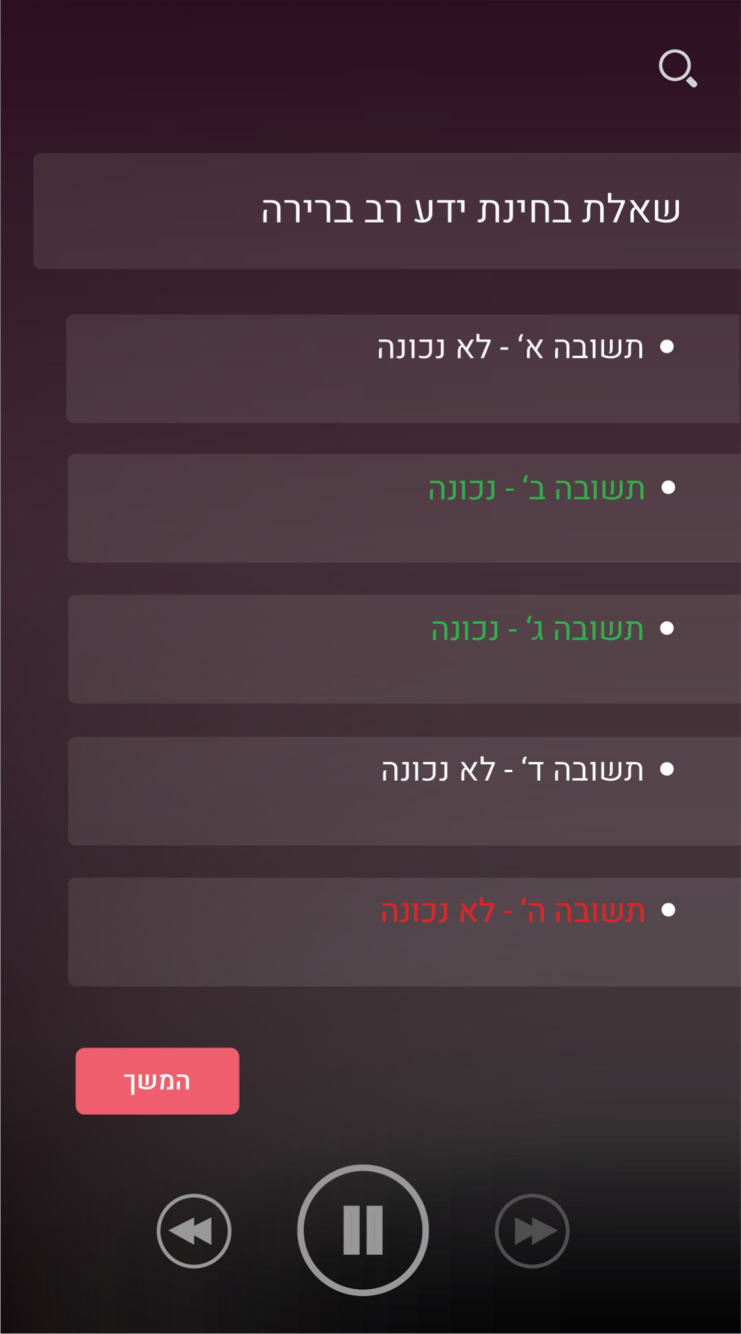 שאלת בחינת ידע רב ברירה
תשובה א‘ - לא נכונה
תשובה ב‘ - נכונה
תשובה ג‘ - נכונה
תשובה ד‘ - לא נכונה
תשובה ה‘ - לא נכונה
המשך